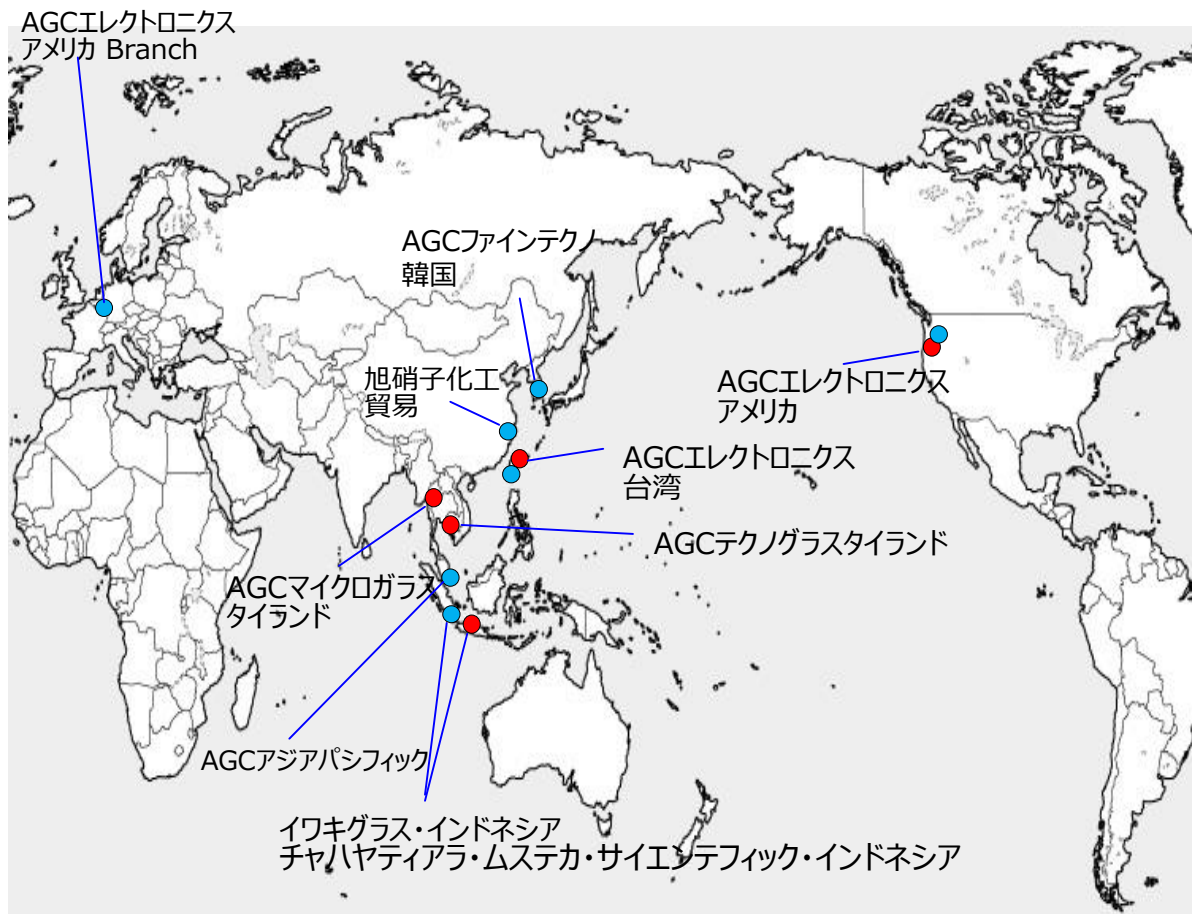 AGCエレクトロニクス
アメリカ Branch
AGCファインテクノ
韓国
旭硝子化工
貿易
AGCエレクトロニクス
アメリカ
AGCエレクトロニクス
台湾
AGCテクノグラスタイランド
AGCマイクロガラス
タイランド
AGCアジアパシフィック
イワキグラス・インドネシア
チャハヤティアラ・ムステカ・サイエンテフィック・インドネシア